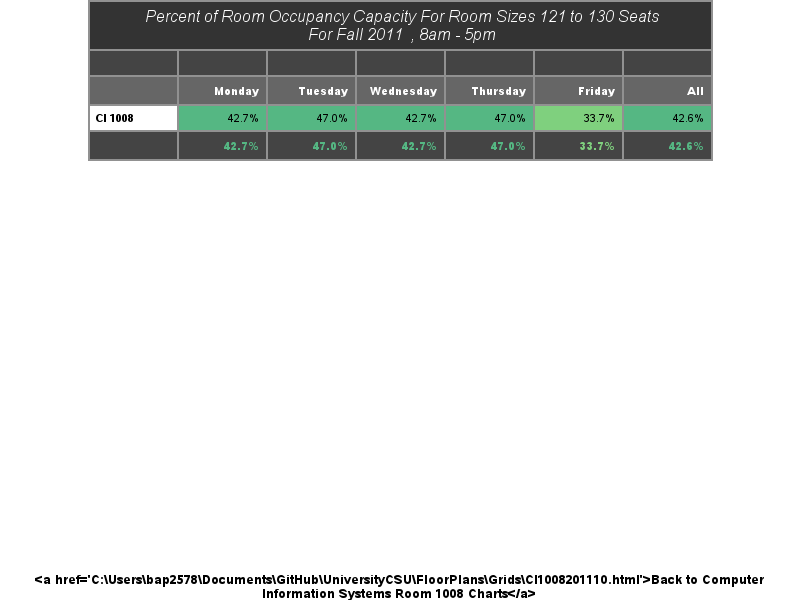 Percent of Room Occupancy Capacity For Room Sizes 121 to 130 Seats
For Fall 2011 , 8am - 5pm
Monday Tuesday Wednesday Thursday Friday All
CI 1008 42.7% 47.0% 42.7% 47.0% 33.7% 42.6%
42.7% 47.0% 42.7% 47.0% 33.7% 42.6%
<a href='C:\Users\bap2578\Documents\GitHub\UniversityCSU\FloorPlans\Grids\CI1008201110.html'>Back to Computer
Information Systems Room 1008 Charts</a>